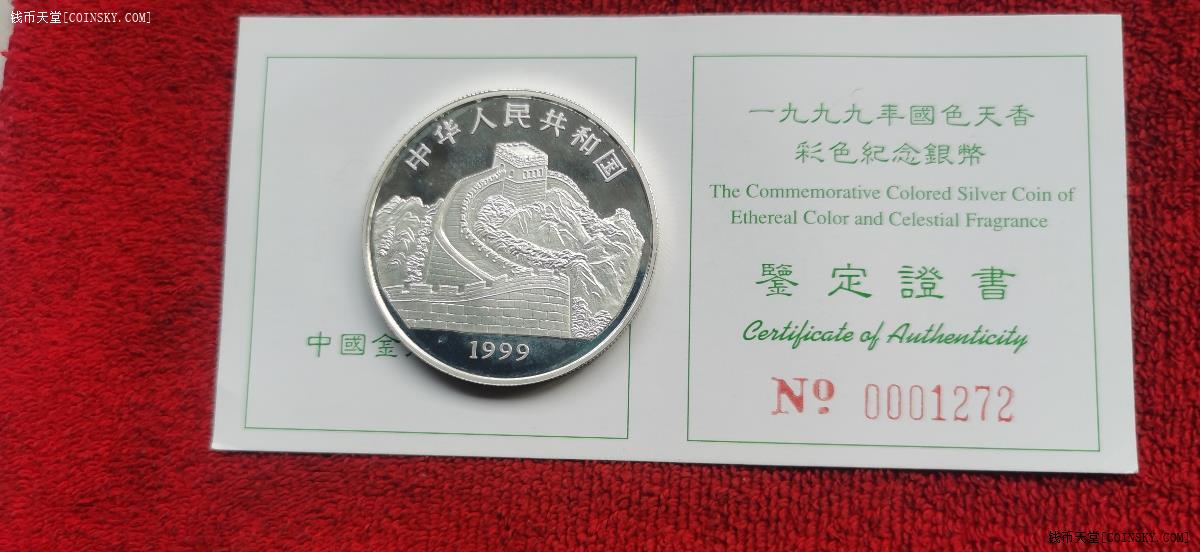 钱币天堂[COINSKY.COM]
中华人民共和国
1999
中國金
一九九九年國色天香
彩色紀念銀幣
The Commemorative Colored Silver Coin of
Ethereal Color and Celestial Fragrance
鑒定證書
Certificate of Authenticity
Nº 0001272
钱币天堂[COINSKY.COM]